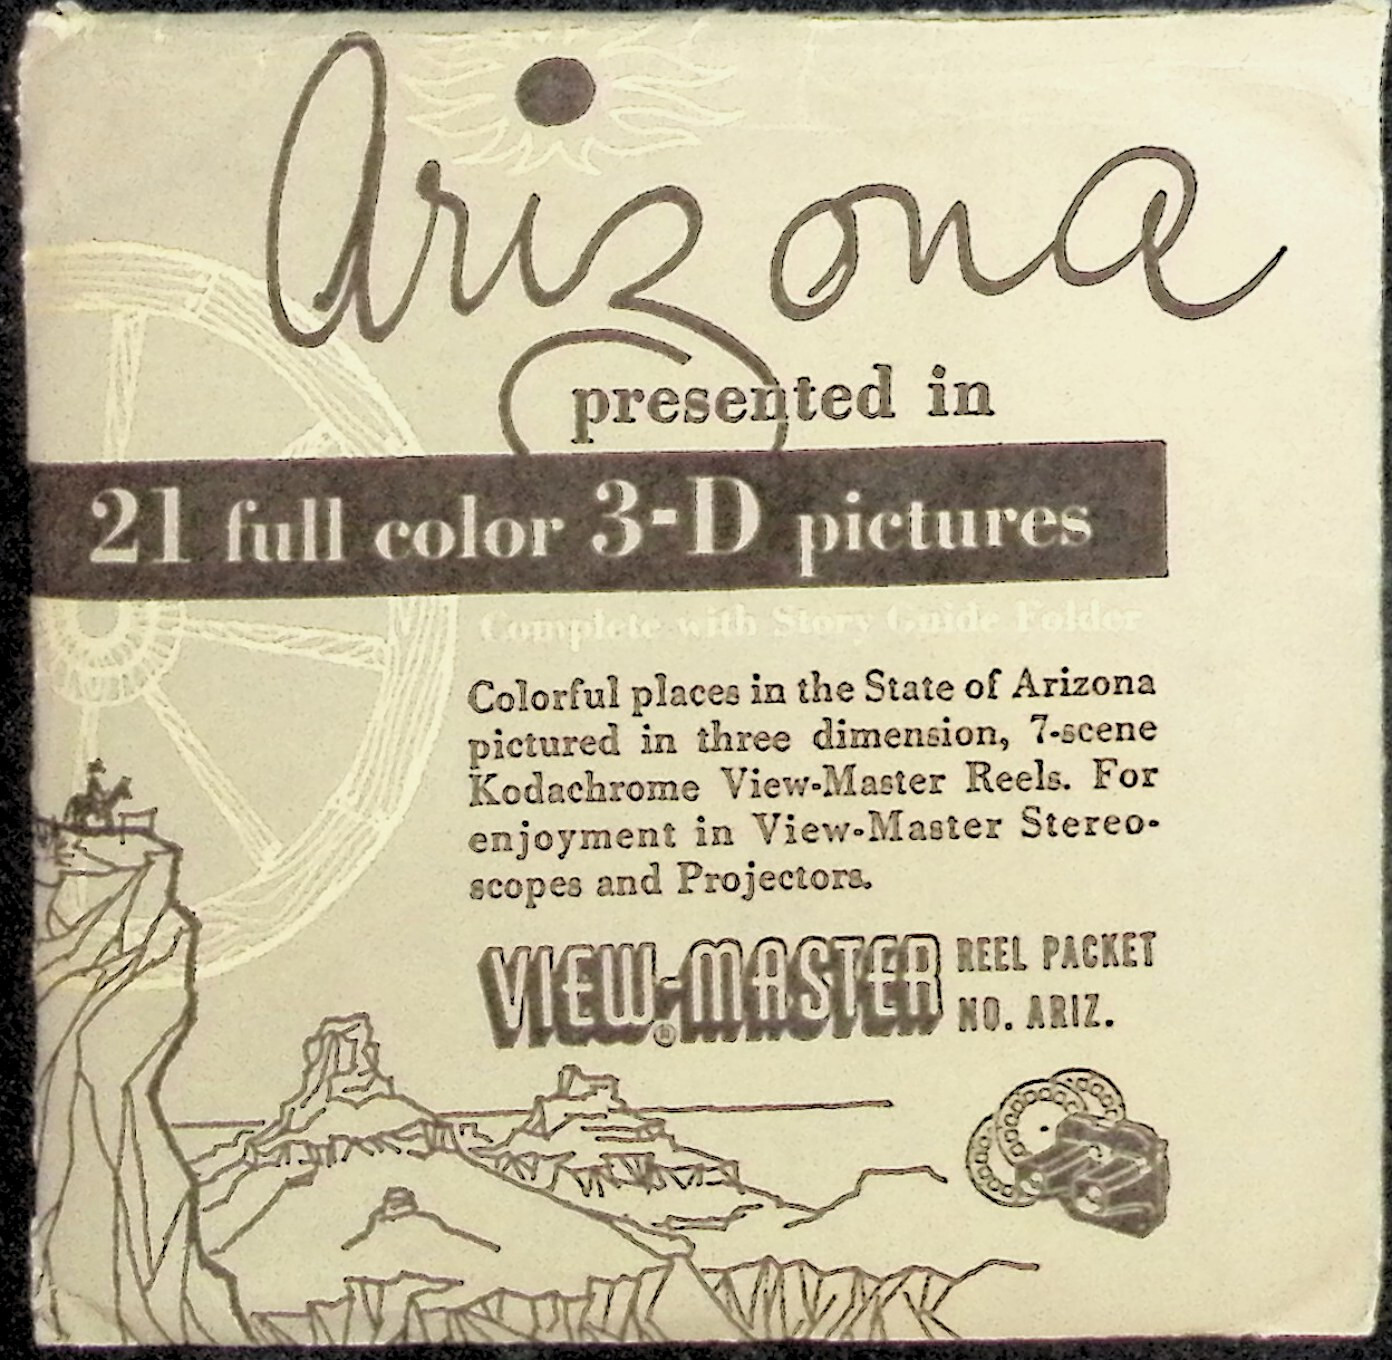 Arizona
presented in
21 full color 3-D pictures
Complete with Story Guide Folder
Colorful places in the State of Arizona
pictured in three dimension, 7-scene
Kodachrome View-Master Reels. For
enjoyment in View-Master Stereo-
scopes and Projectors.
VIEW-MASTER® REEL PACKET
NO. ARIZ.